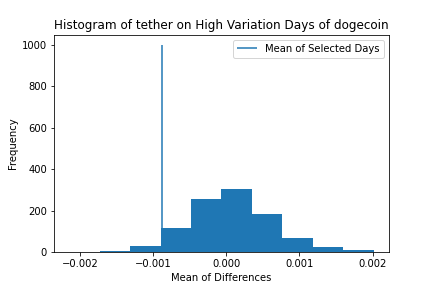 Histogram of tether on High Variation Days of dogecoin
Mean of Selected Days
Frequency
1000
800
600
400
200
0
−0.002 −0.001 0.000 0.001 0.002
Mean of Differences